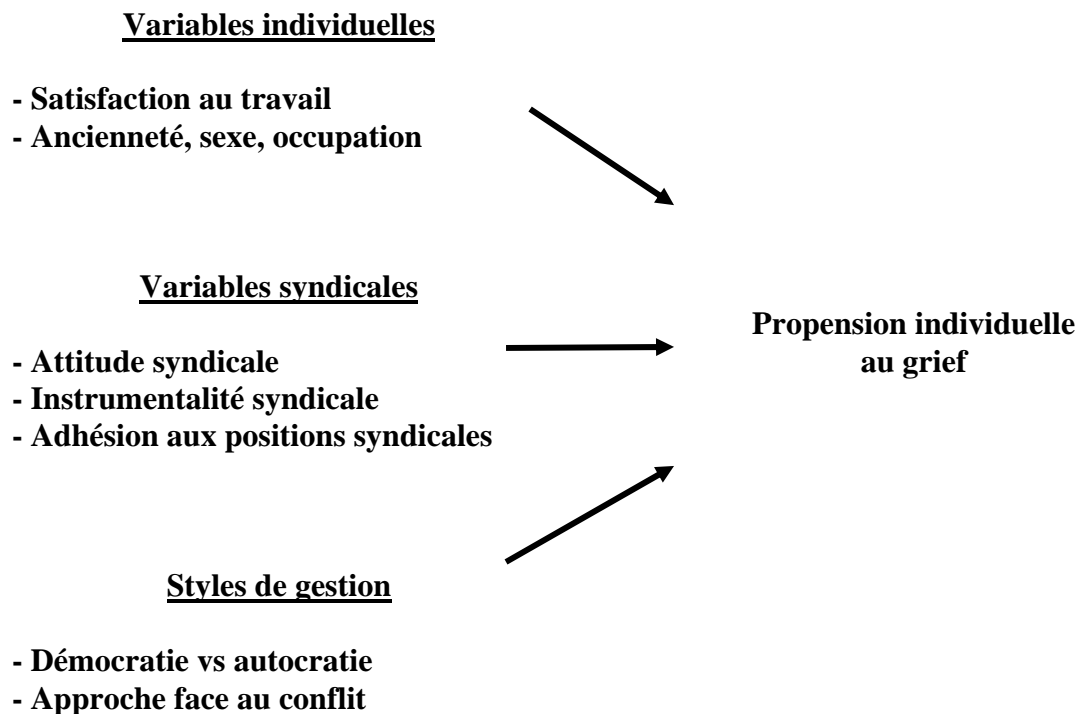 Variables individuelles
- Satisfaction au travail
- Ancienneté, sexe, occupation
Variables syndicales
- Attitude syndicale
- Instrumentalité syndicale
- Adhésion aux positions syndicales
Propension individuelle
au grief
Styles de gestion
- Démocratie vs autocratie
- Approche face au conflit